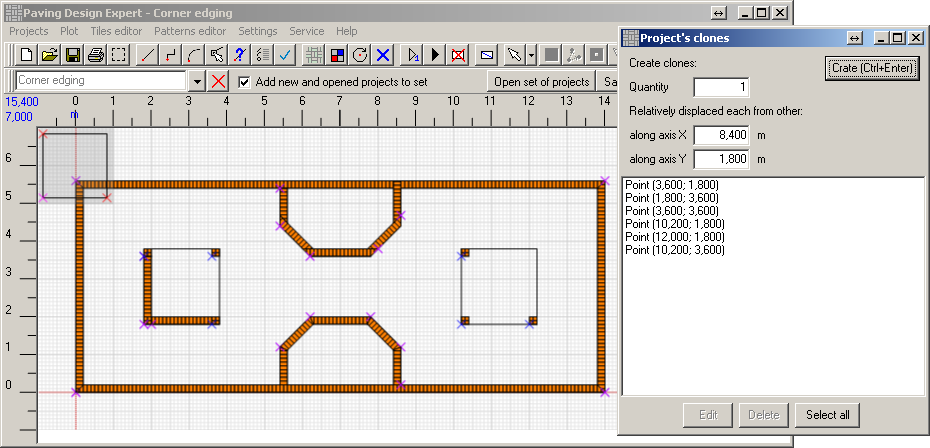 Paving Design Expert - Corner edging
Projects Plot Tiles editor Patterns editor Settings Service Help
Corner edging Add new and opened projects to set Open set of projects Sa
15,400 0 1 2 3 4 5 6 7 8 9 10 11 12 13 14
7,000 m
6
5
4
3
2
1
0
Project's clones
Create clones:
Crate (Ctrl+Enter)
Quantity 1
Relatively displaced each from other:
along axis X 8,400 m
along axis Y 1,800 m
Point (3,600; 1,800)
Point (1,800; 3,600)
Point (3,600; 3,600)
Point (10,200; 1,800)
Point (12,000; 1,800)
Point (10,200; 3,600)
Edit Delete Select all